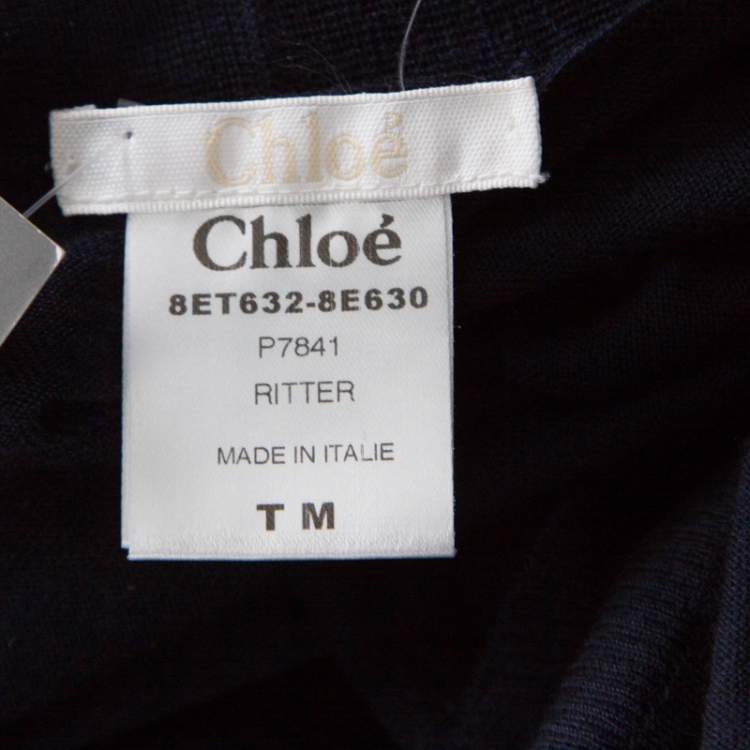 Chloé
Chloé
8ET632-8E630
P7841
RITTER
MADE IN ITALIE
T M